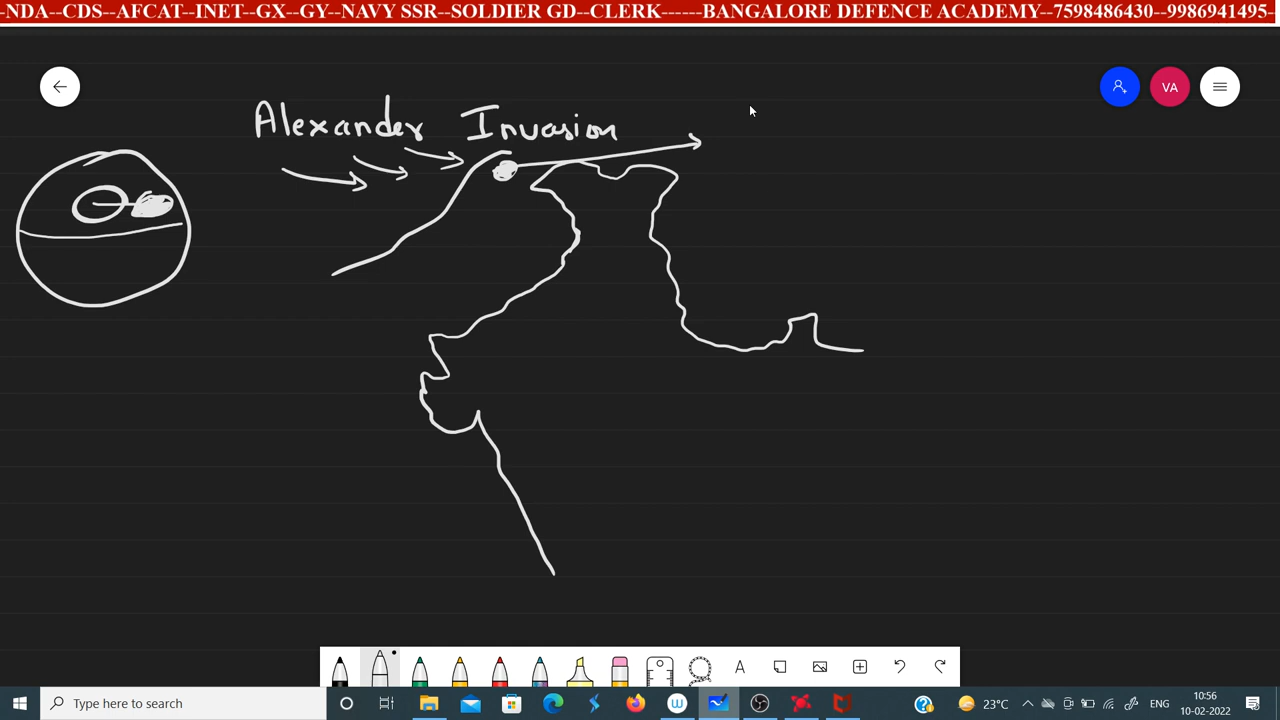 -NDA--CDS--AFCAT--INET--GX--GY--NAVY SSR--SOLDIER GD--CLERK------BANGALORE DEFENCE ACADEMY--7598486430--9986941495-
VA
Alexander Invasion
A
Type here to search
23°C
ENG
10:56
10-02-2022